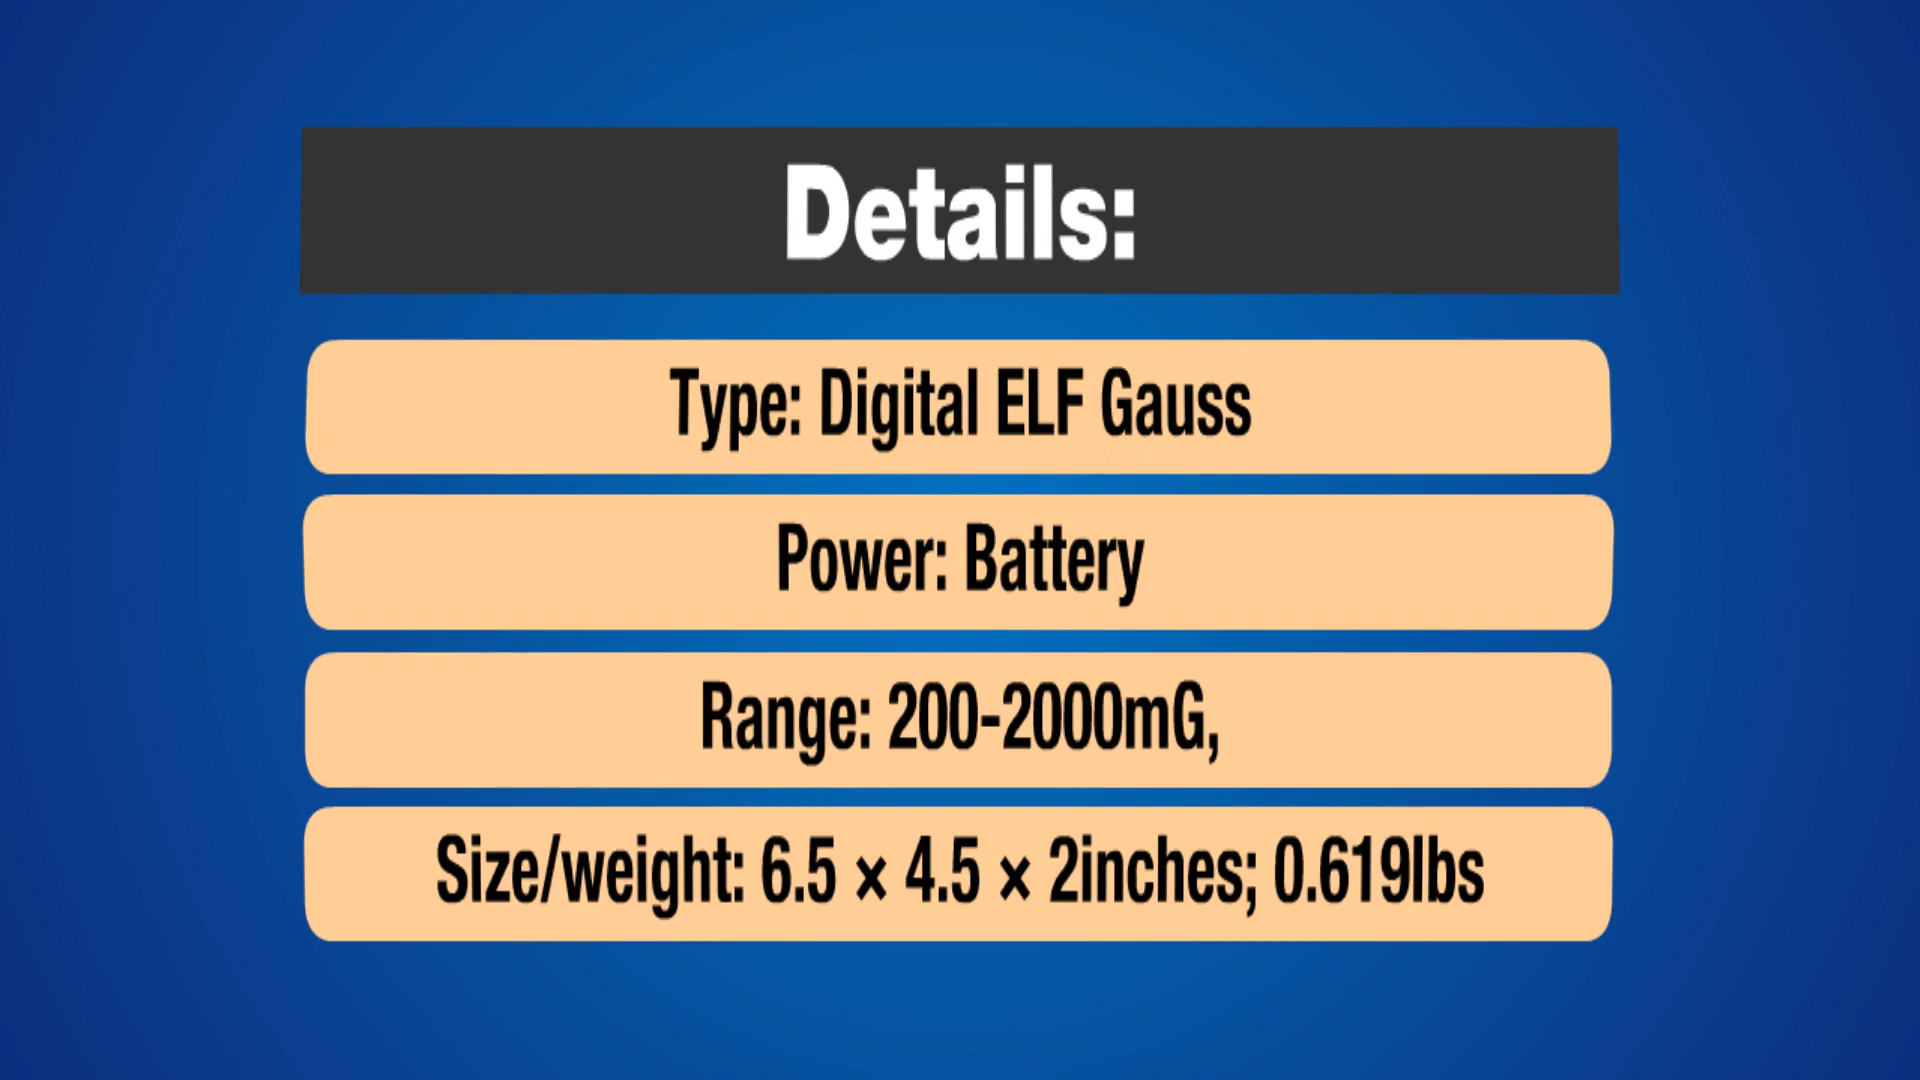 Details:
Type: Digital ELF Gauss
Power: Battery
Range: 200-2000mG,
Size/weight: 6.5 × 4.5 × 2inches; 0.619lbs